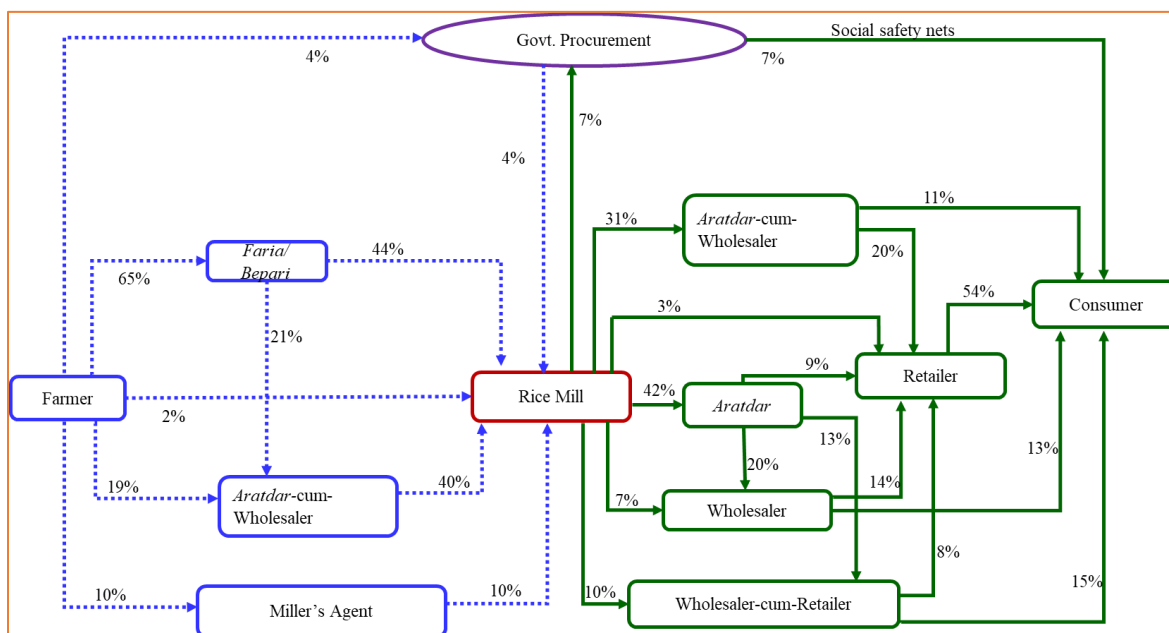 Social safety nets
Govt. Procurement
4%
7%
7%
4%
Aratdar-cum-
Wholesaler
11%
31%
20%
Faria/
Bepari
44%
65%
54%
Consumer
3%
21%
9%
Retailer
Farmer
Rice Mill
42%
Aratdar
2%
13%
13%
20%
19%
Aratdar-cum-
Wholesaler
40%
14%
7%
Wholesaler
8%
10%
10%
10%
15%
Miller's Agent
Wholesaler-cum-Retailer